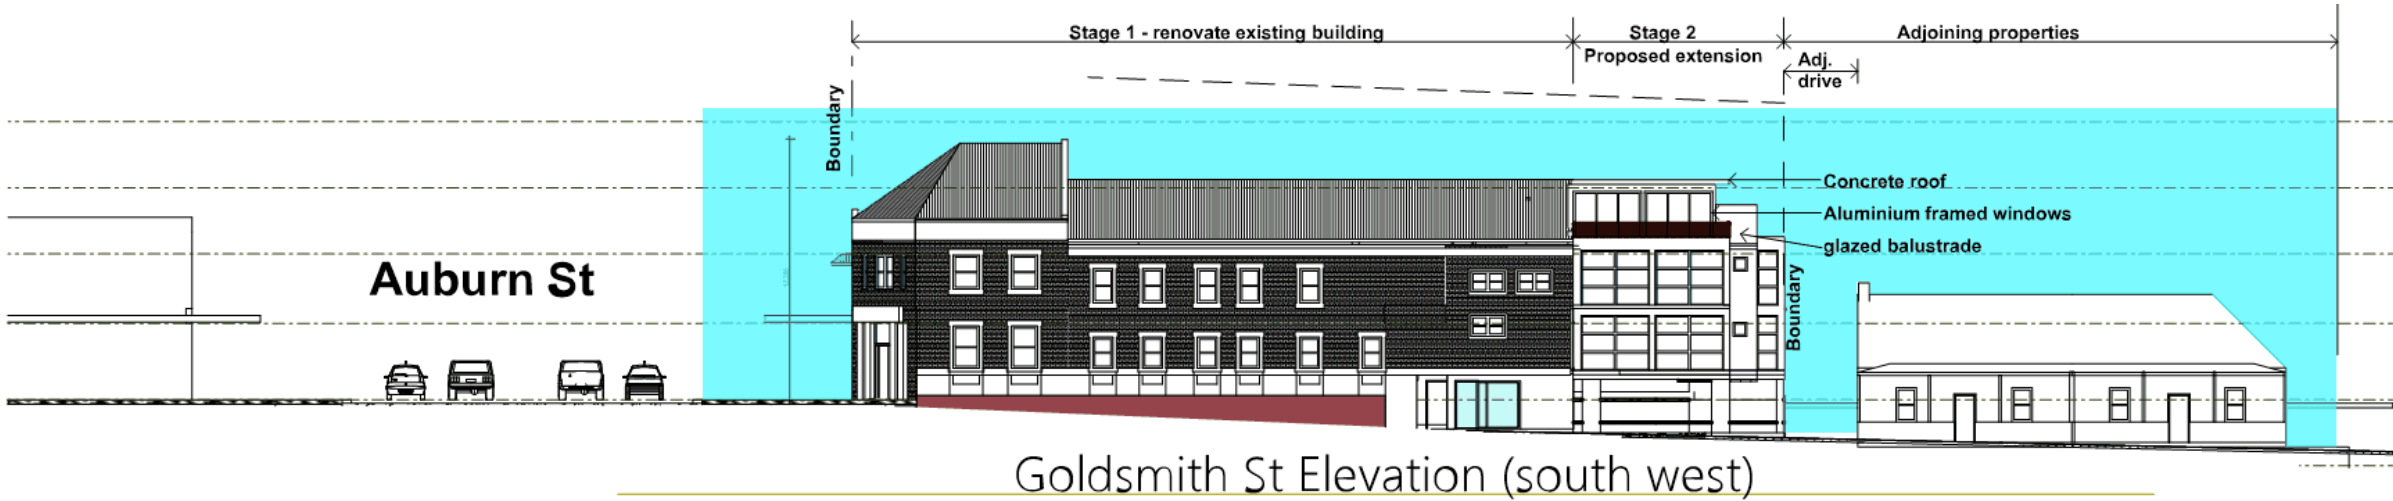 Stage 1 - renovate existing building
Stage 2
Proposed extension
Adjoining properties
Adj.
drive
Boundary
Concrete roof
Aluminium framed windows
glazed balustrade
Auburn St
Boundary
Goldsmith St Elevation (south west)